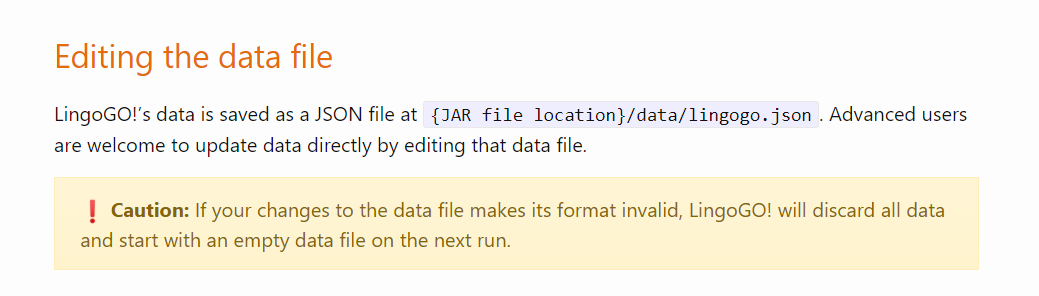 Editing the data file
LingoGO!’s data is saved as a JSON file at {JAR file location}/data/lingogo.json. Advanced users
are welcome to update data directly by editing that data file.
❗ Caution: If your changes to the data file makes its format invalid, LingoGO! will discard all data
and start with an empty data file on the next run.